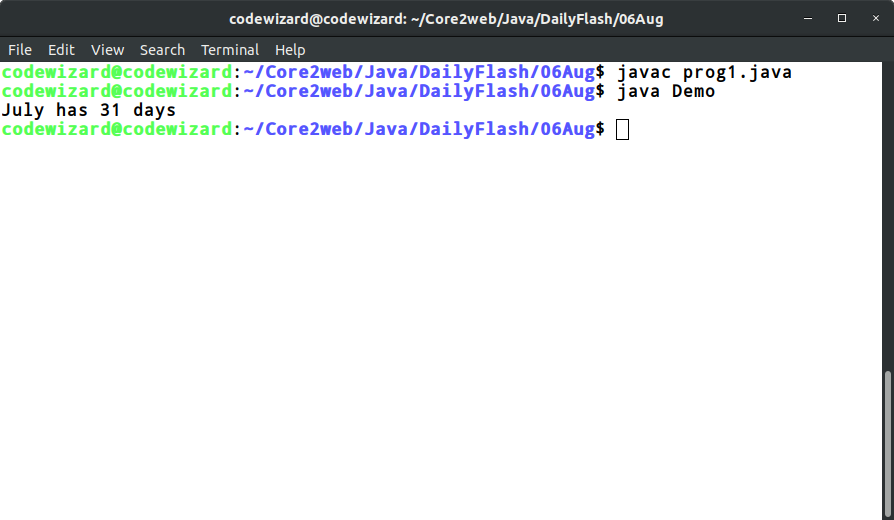 codewizard@codewizard: ~/Core2web/Java/DailyFlash/06Aug
File Edit View Search Terminal Help
codewizard@codewizard:~/Core2web/Java/DailyFlash/06Aug$ javac prog1.java
codewizard@codewizard:~/Core2web/Java/DailyFlash/06Aug$ java Demo
July has 31 days
codewizard@codewizard:~/Core2web/Java/DailyFlash/06Aug$